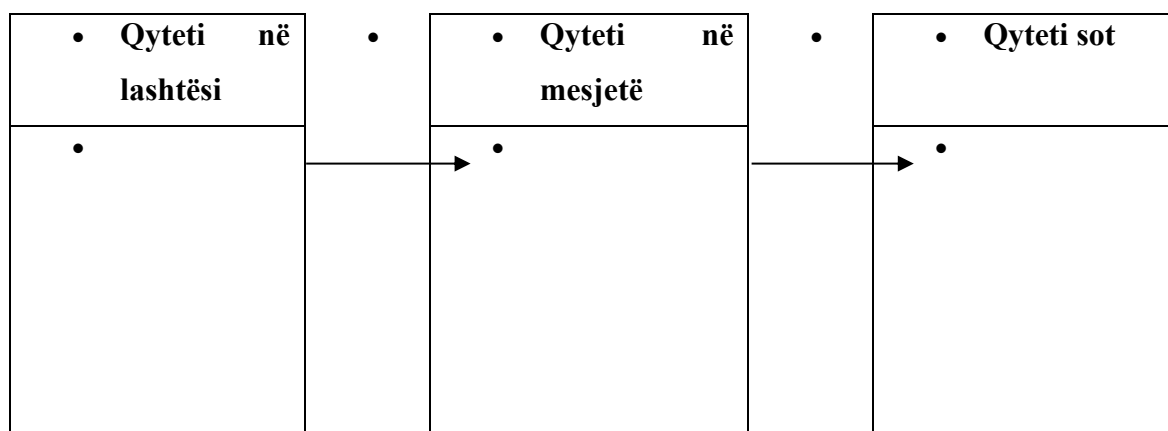 • Qyteti në
lashtësi
•
• Qyteti në
mesjetë
•
• Qyteti sot
•
•
•